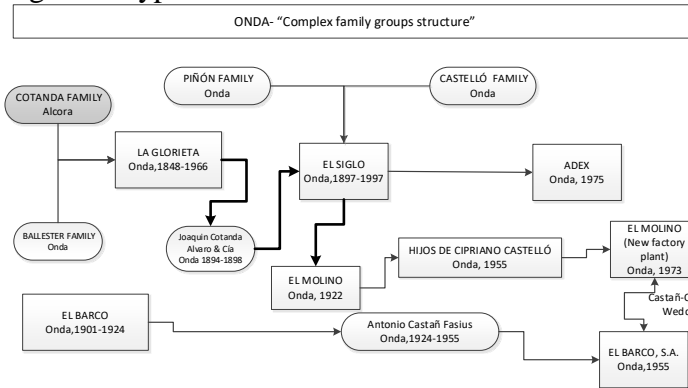 ONDA- “Complex family groups structure”
PIÑÓN FAMILY
Onda
CASTELLÓ FAMILY
Onda
COTANDA FAMILY
Alcora
LA GLORIETA
Onda,1848-1966
EL SIGLO
Onda,1897-1997
ADEX
Onda, 1975
BALLESTER FAMILY
Onda
Joaquin Cotanda
Alvaro & Cía
Onda 1894-1898
EL MOLINO
Onda, 1922
HIJOS DE CIPRIANO CASTELLÓ
Onda, 1955
EL MOLINO
(New factory
plant)
Onda, 1973
EL BARCO
Onda,1901-1924
Antonio Castañ Fasius
Onda,1924-1955
EL BARCO, S.A.
Onda,1955